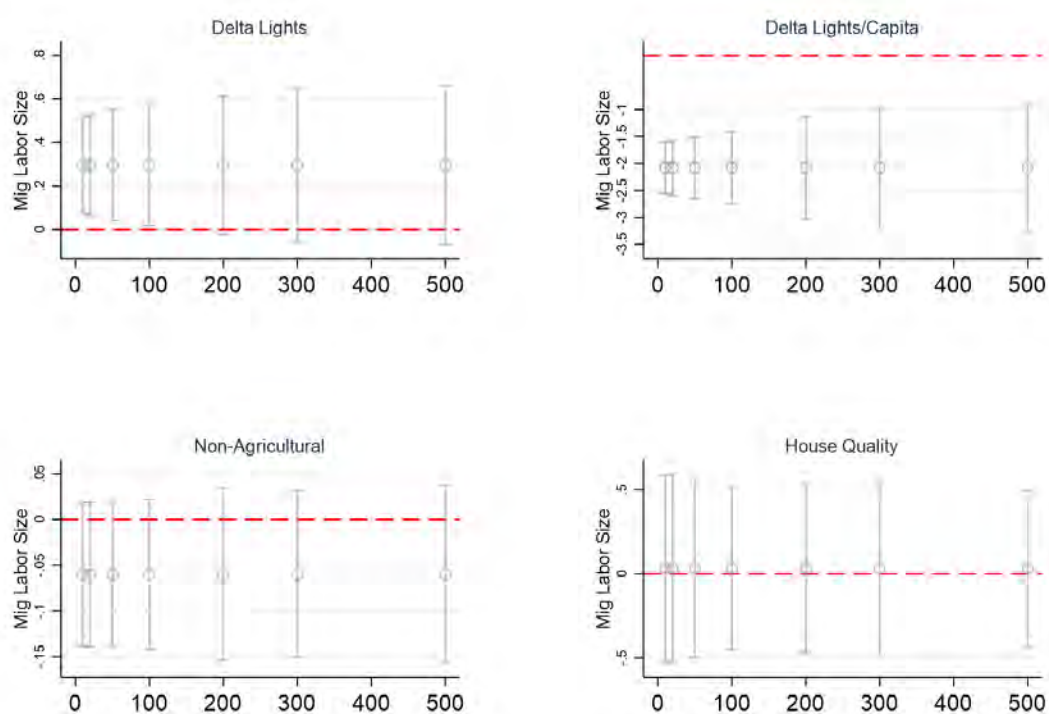 Delta Lights
Mig Labor Size
.8
.6
.4
.2
0
0 100 200 300 400 500
Delta Lights/Capita
Mig Labor Size
-1
-1.5
-2
-2.5
-3
-3.5
0 100 200 300 400 500
Non-Agricultural
Mig Labor Size
.05
0
-.05
-.1
-.15
0 100 200 300 400 500
House Quality
Mig Labor Size
.5
0
-.5
0 100 200 300 400 500